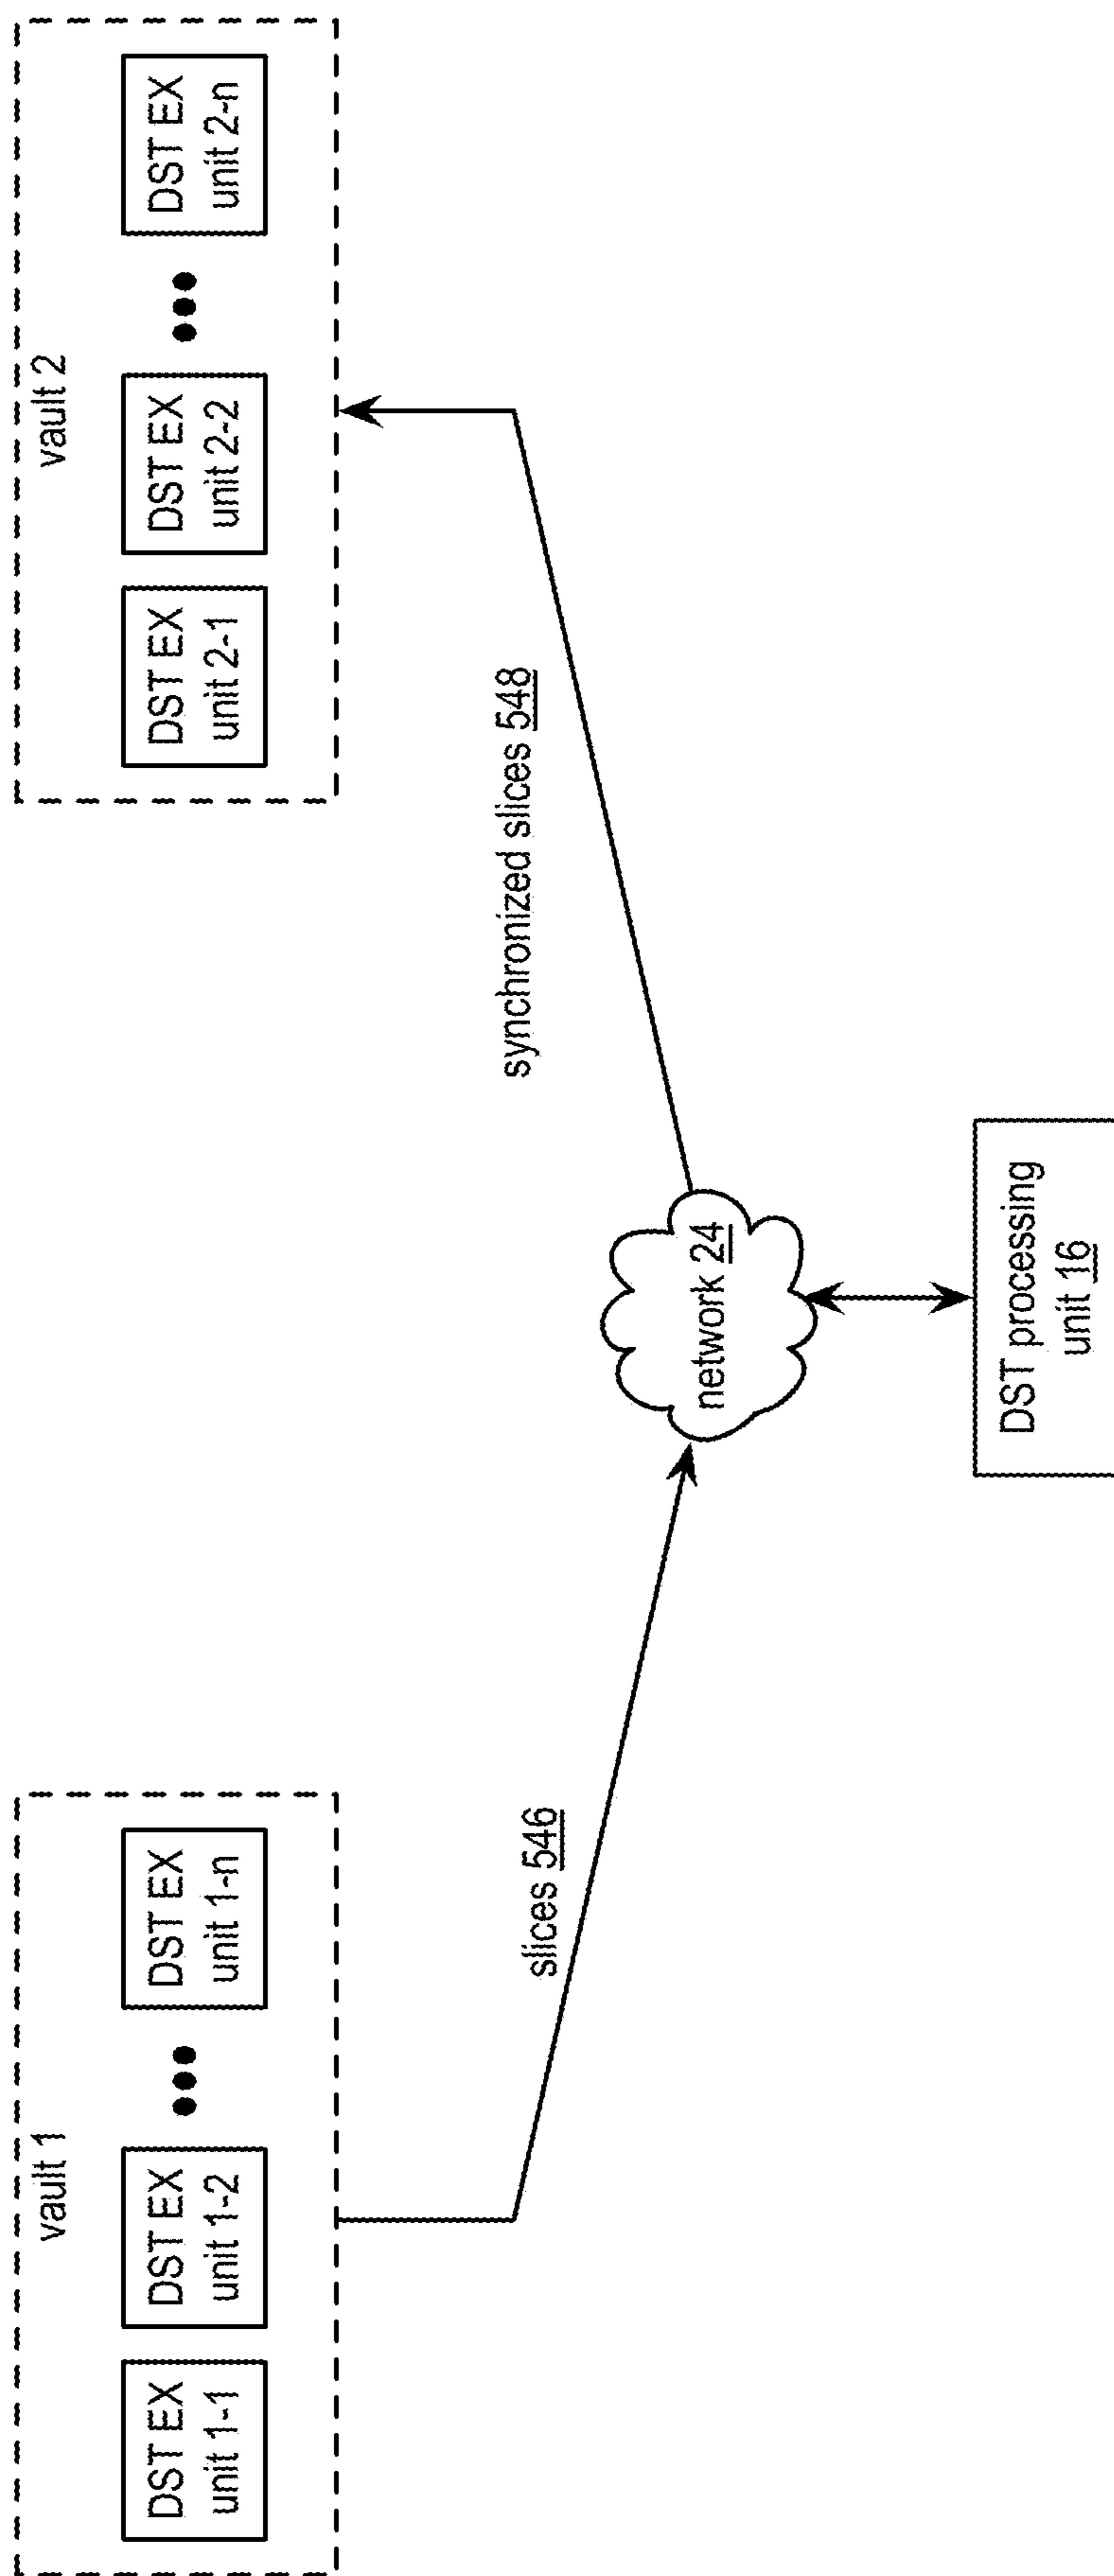 vault 1
DST EX
unit 1-1
DST EX
unit 1-2
DST EX
unit 1-n
vault 2
DST EX
unit 2-1
DST EX
unit 2-2
DST EX
unit 2-n
slices 546
synchronized slices 548
network 24
DST processing
unit 16